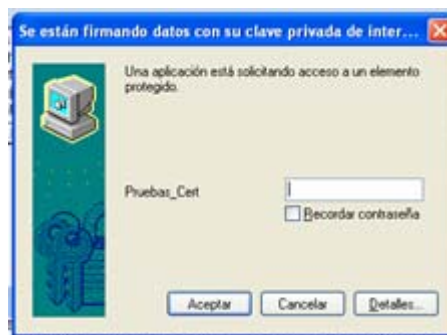 Se están firmando datos con su clave privada de inter...
Una aplicación está solicitando acceso a un elemento
protegido.
Pruebas_Cert
Recordar contraseña
Aceptar
Cancelar
Detalles...